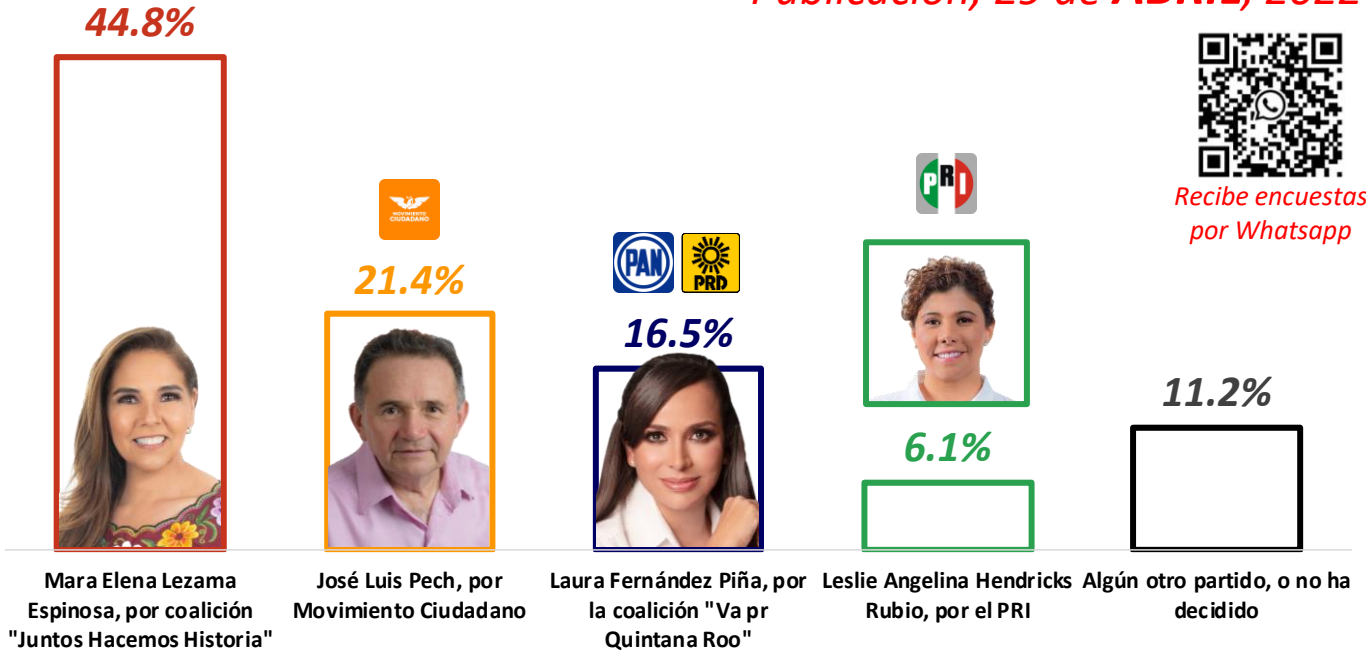 Publicación, 29 de ABRIL, 2022
44.8%
Recibe encuestas
por Whatsapp
PRI
MOVIMIENTO
CIUDADANO
21.4%
PAN
PRD
16.5%
11.2%
6.1%
Mara Elena Lezama
Espinosa, por coalición
"Juntos Hacemos Historia"
José Luis Pech, por
Movimiento Ciudadano
Laura Fernández Piña, por
la coalición "Va pr
Quintana Roo"
Leslie Angelina Hendricks
Rubio, por el PRI
Algún otro partido, o no ha
decidido